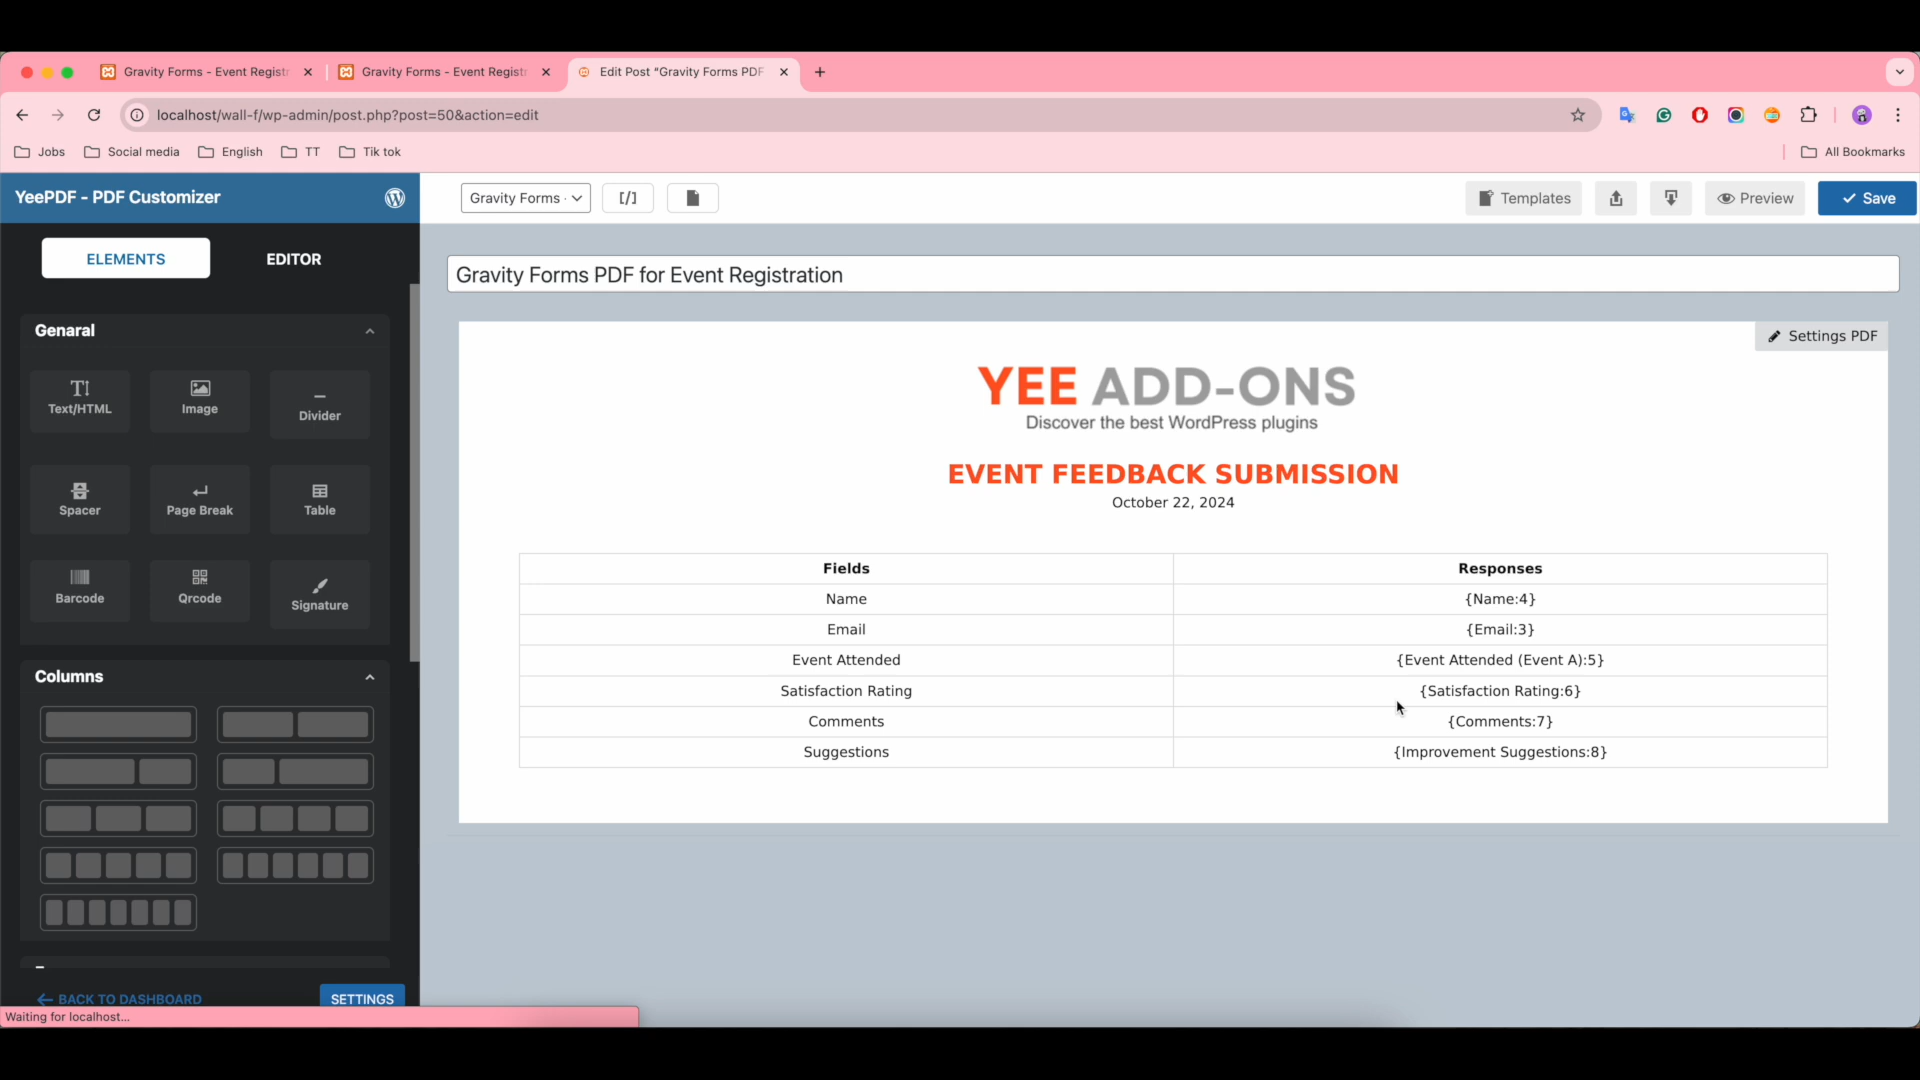 Gravity Forms - Event Registr
Gravity Forms - Event Registr
Edit Post "Gravity Forms PDF
localhost/wall-f/wp-admin/post.php?post=50&action=edit
Jobs
Social media
English
TT
Tik tok
All Bookmarks
YeePDF - PDF Customizer
Gravity Forms
[/]
Templates
Preview
Save
ELEMENTS
EDITOR
Gravity Forms PDF for Event Registration
Genaral
Settings PDF
Text/HTML
Image
Divider
Spacer
Page Break
Table
Barcode
Qrcode
Signature
Columns
YEE ADD-ONS
Discover the best WordPress plugins
EVENT FEEDBACK SUBMISSION
October 22, 2024
Fields Responses
Name {Name:4}
Email {Email:3}
Event Attended {Event Attended (Event A):5}
Satisfaction Rating {Satisfaction Rating:6}
Comments {Comments:7}
Suggestions {Improvement Suggestions:8}
BACK TO DASHBOARD
SETTINGS
Waiting for localhost...